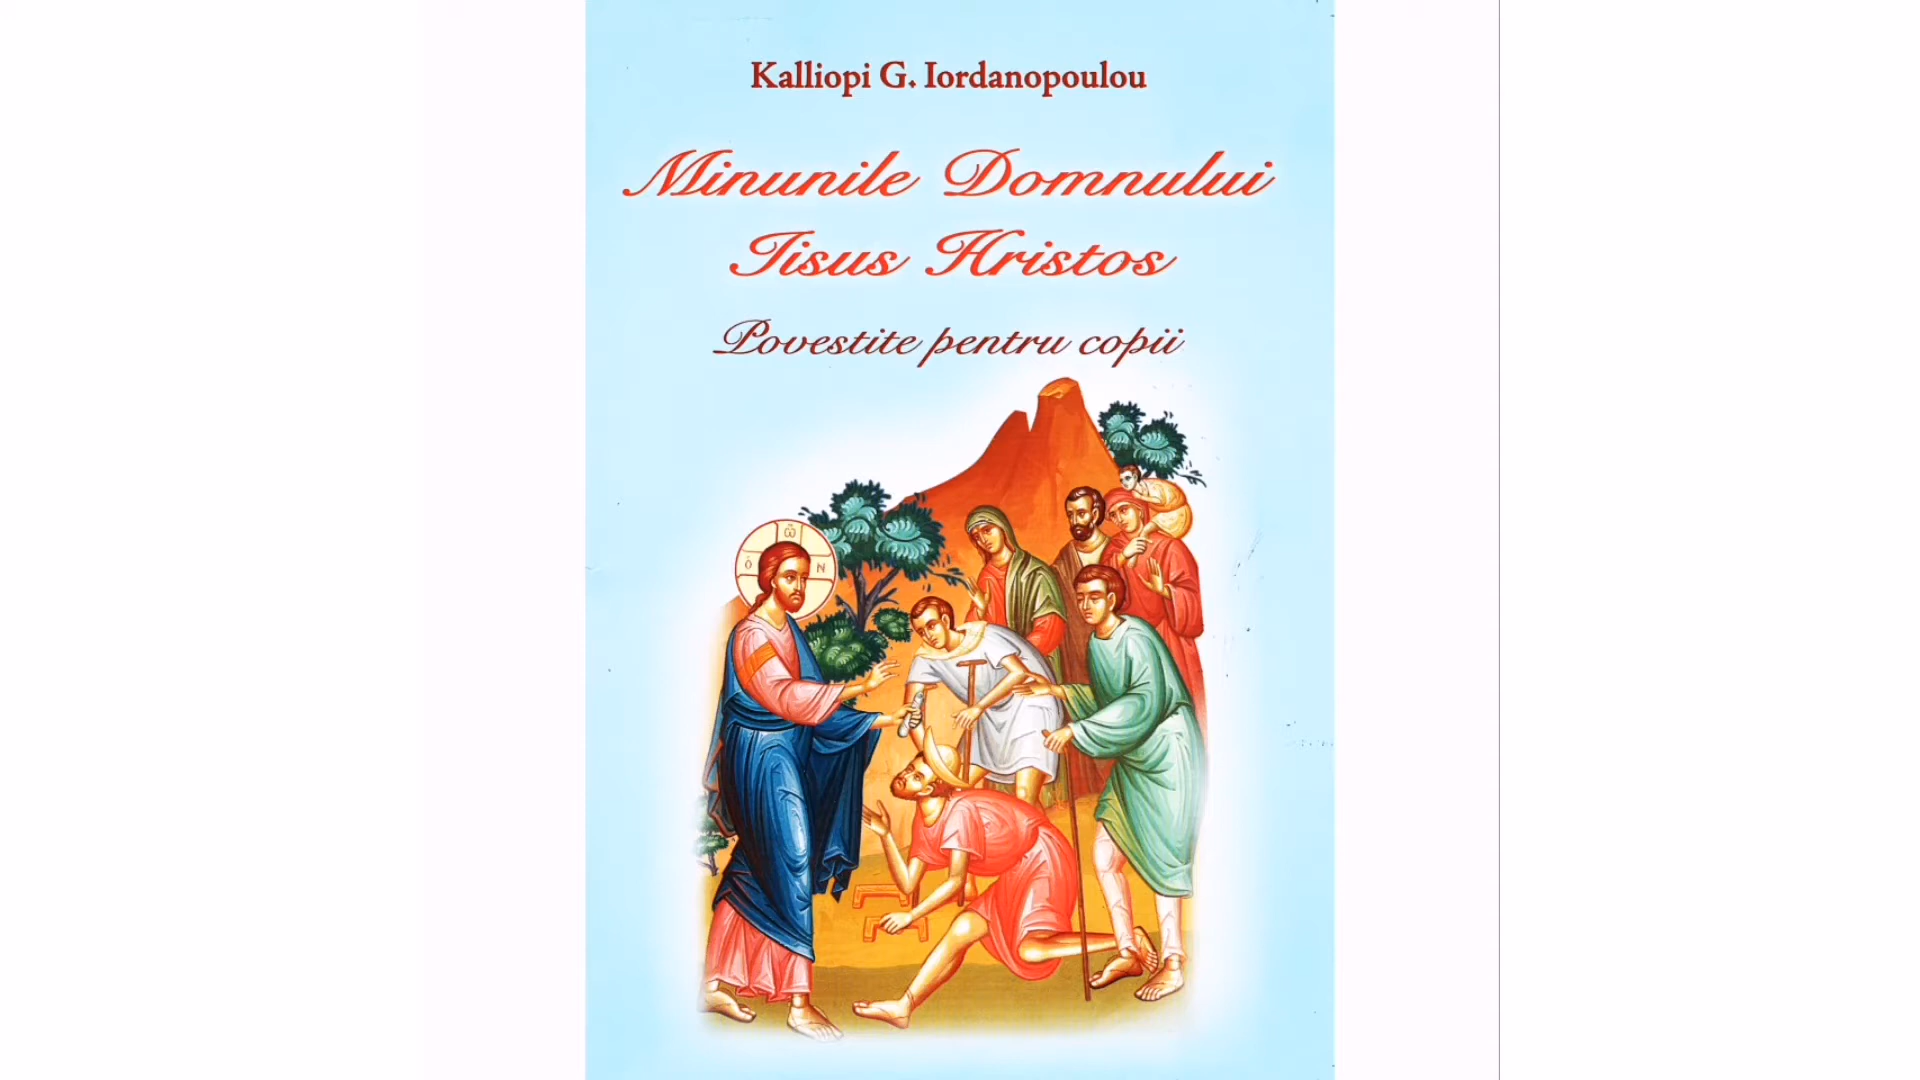 Kalliopi G. Iordanopoulou
Minunile Domnului
Iisus Hristos
Povestite pentru copii
ὁ ὤ Ν